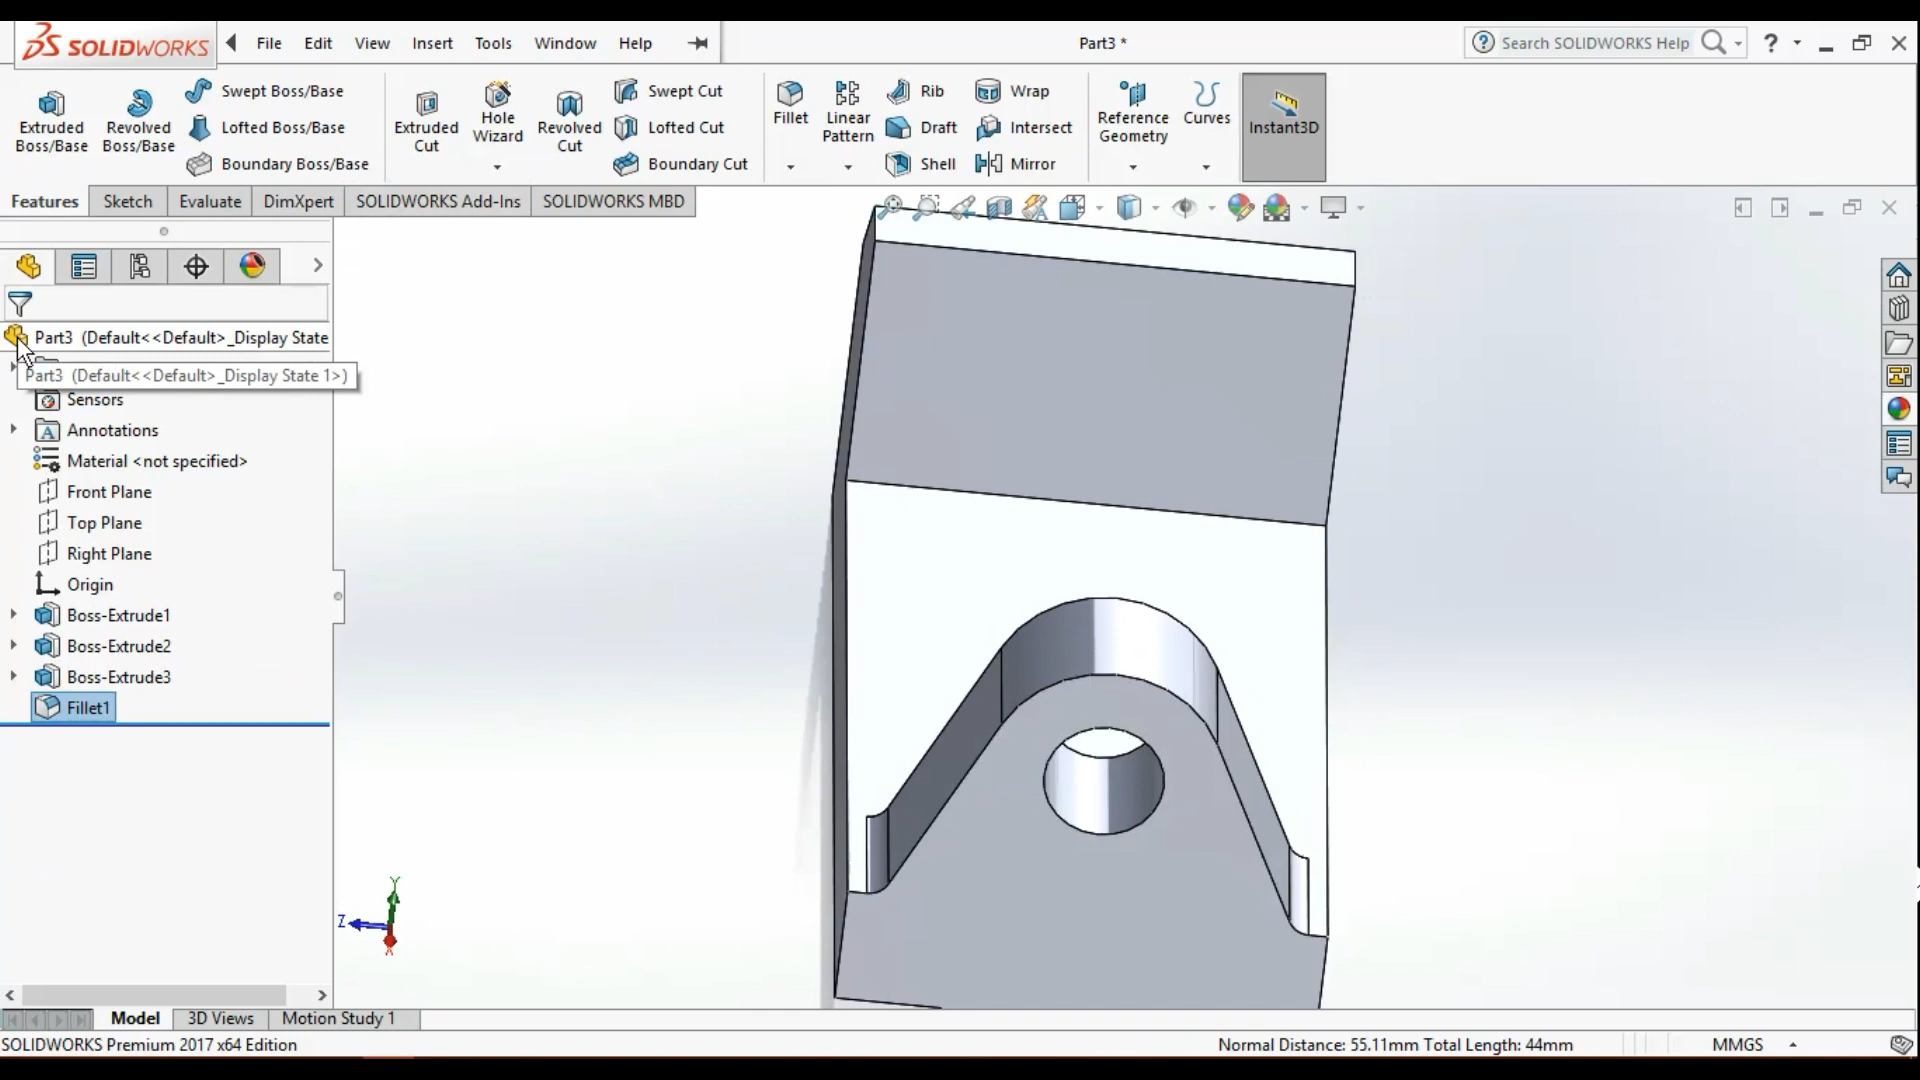 SOLIDWORKS
File Edit View Insert Tools Window Help
Part3 *
Search SOLIDWORKS Help
?
Extruded Boss/Base
Revolved Boss/Base
Swept Boss/Base
Lofted Boss/Base
Boundary Boss/Base
Extruded Cut
Hole Wizard
Revolved Cut
Swept Cut
Lofted Cut
Boundary Cut
Fillet
Linear Pattern
Rib
Draft
Shell
Wrap
Intersect
Mirror
Reference Geometry
Curves
Instant3D
Features Sketch Evaluate DimXpert SOLIDWORKS Add-Ins SOLIDWORKS MBD
Part3 (Default<<Default>_Display State
Part3 (Default<<Default>_Display State 1>)
Sensors
Annotations
Material <not specified>
Front Plane
Top Plane
Right Plane
Origin
Boss-Extrude1
Boss-Extrude2
Boss-Extrude3
Fillet1
Y
Z
X
Model 3D Views Motion Study 1
SOLIDWORKS Premium 2017 x64 Edition
Normal Distance: 55.11mm Total Length: 44mm
MMGS